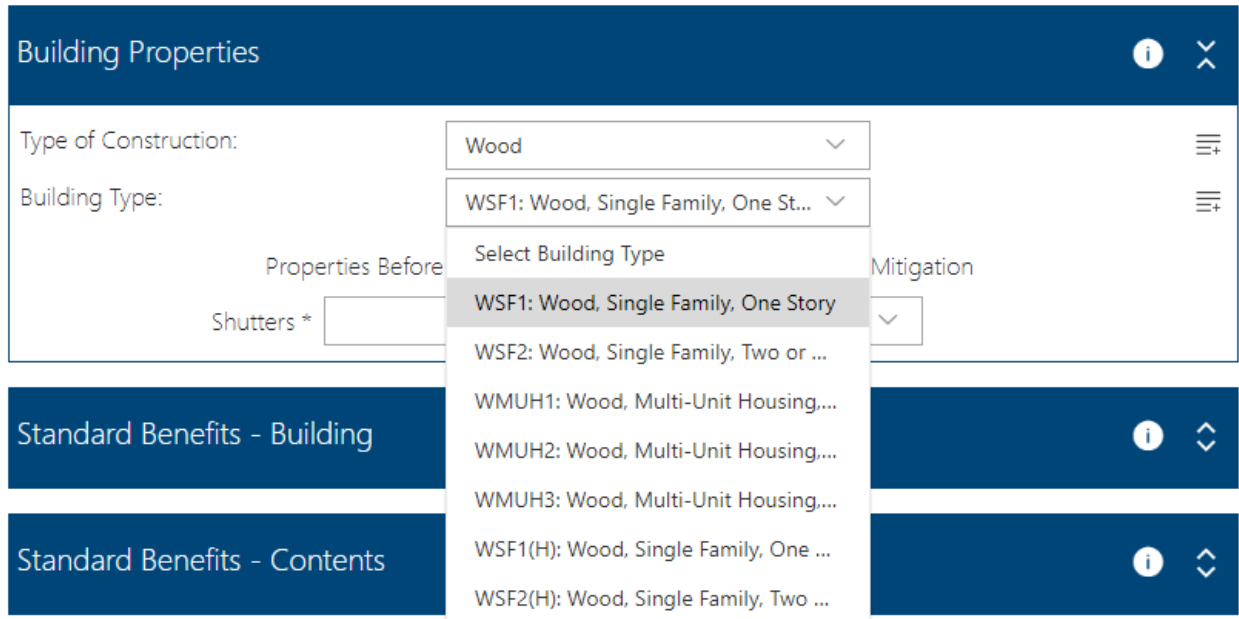 Building Properties
Type of Construction:
Wood
Building Type:
WSF1: Wood, Single Family, One St...
Select Building Type
Properties Before
Mitigation
WSF1: Wood, Single Family, One Story
Shutters *
WSF2: Wood, Single Family, Two or ...
WMUH1: Wood, Multi-Unit Housing,...
Standard Benefits - Building
WMUH2: Wood, Multi-Unit Housing,...
WMUH3: Wood, Multi-Unit Housing,...
Standard Benefits - Contents
WSF1(H): Wood, Single Family, One ...
WSF2(H): Wood, Single Family, Two ...